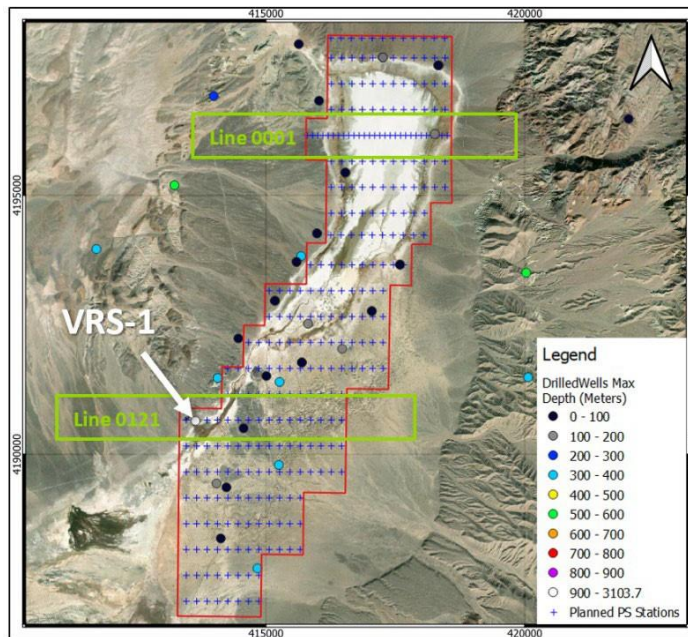 415000
420000
4195000
4190000
Line 0001
VRS-1
Line 0121
Legend
DrilledWells Max
Depth (Meters)
0 - 100
100 - 200
200 - 300
300 - 400
400 - 500
500 - 600
600 - 700
700 - 800
800 - 900
900 - 3103.7
Planned PS Stations
415000
420000